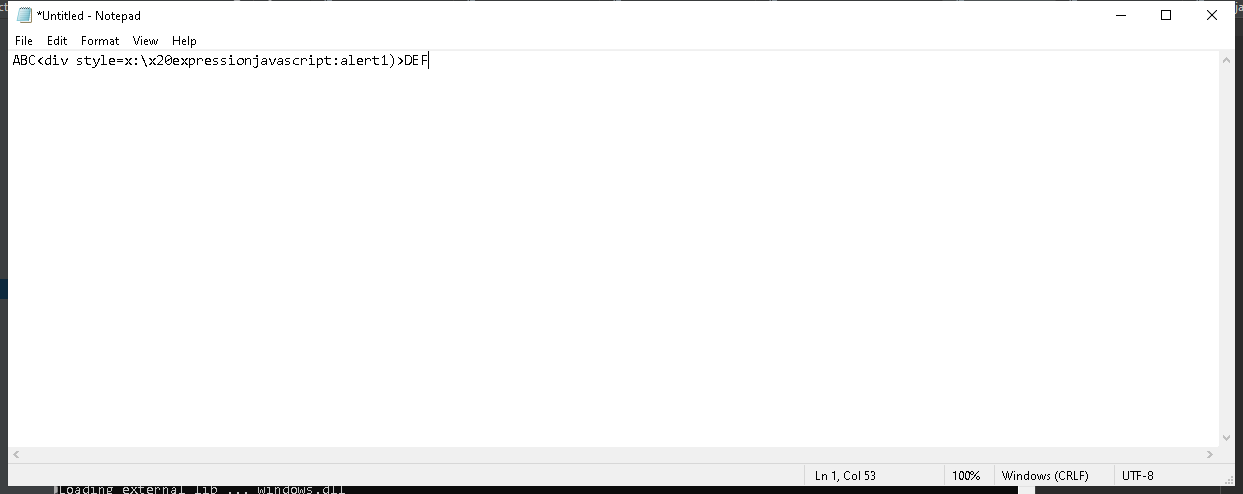 *Untitled - Notepad
File Edit Format View Help
ABC<div style=x:\x20expressionjavascript:alert1)>DEF
Ln 1, Col 53 100% Windows (CRLF) UTF-8
Loading external lib ... windows.dll